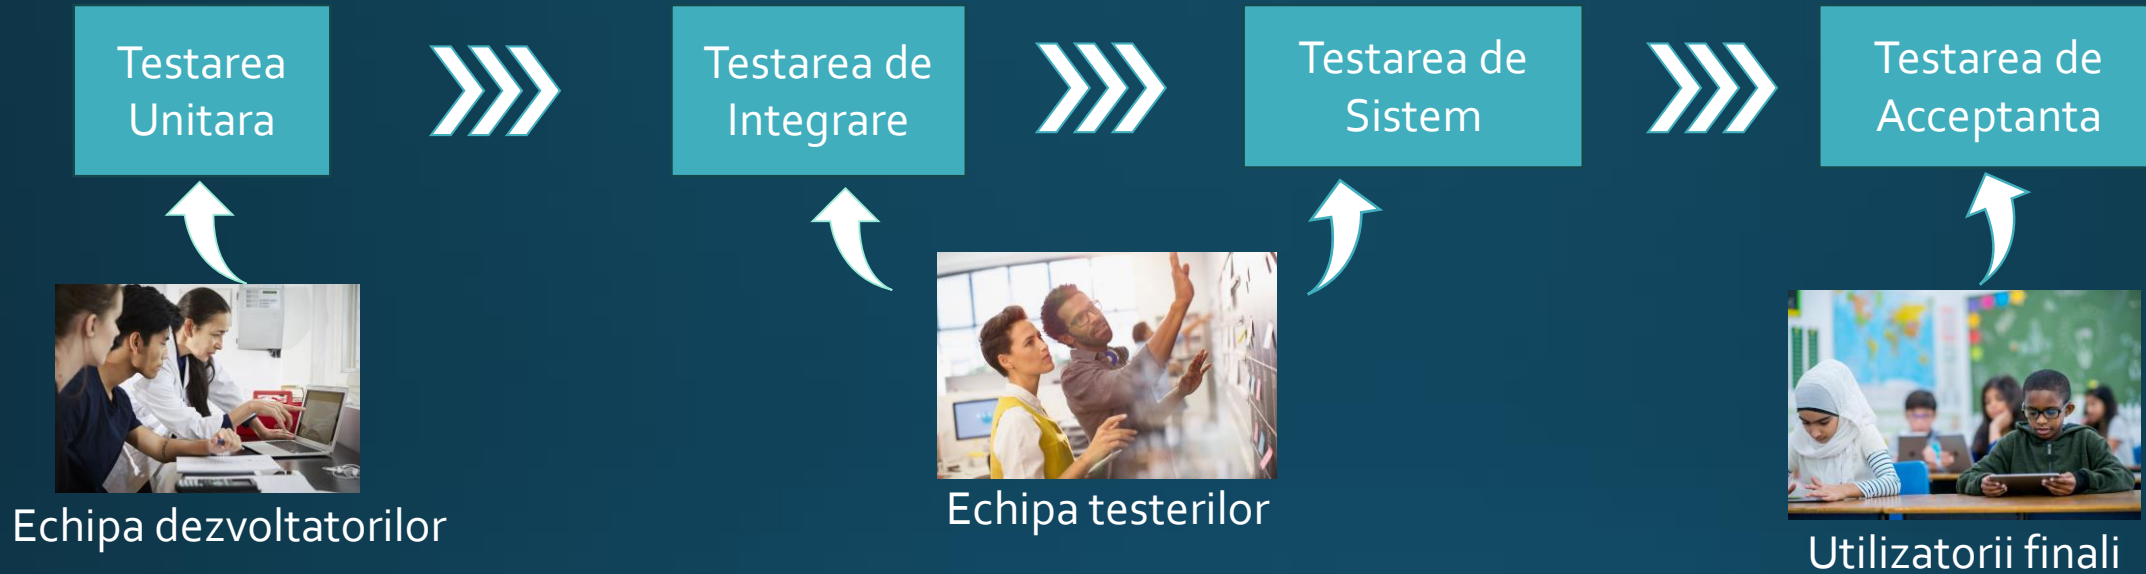 Testarea
Unitara
Testarea de
Integrare
Testarea de
Sistem
Testarea de
Acceptanta
Echipa dezvoltatorilor
Echipa testerilor
Utilizatorii finali